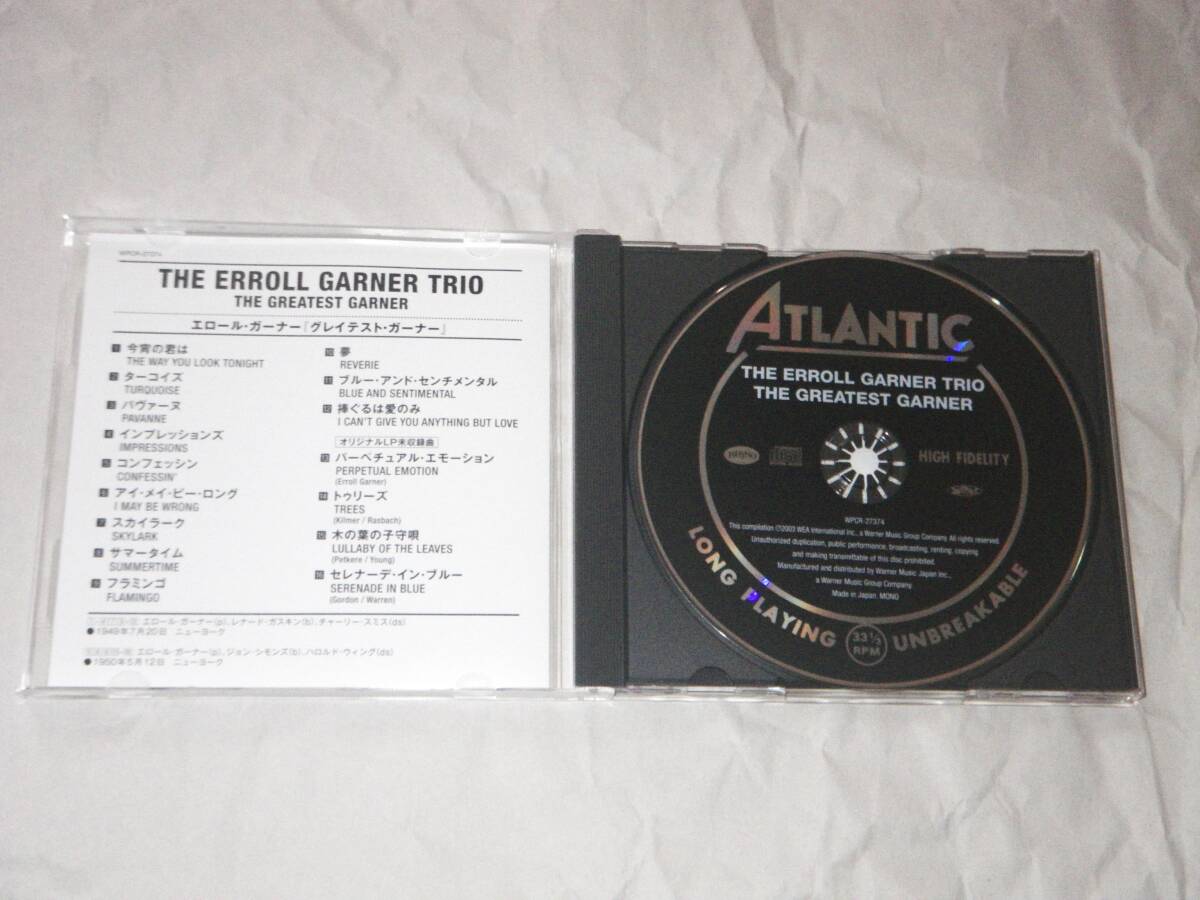 WPCR-27374
THE ERROLL GARNER TRIO
THE GREATEST GARNER
エロール・ガーナー『グレイテスト・ガーナー』
1 今宵の君は
THE WAY YOU LOOK TONIGHT
2 ターコイズ
TURQUOISE
3 パヴァーヌ
PAVANNE
4 インプレッションズ
IMPRESSIONS
5 コンフェッシン
CONFESSIN'
6 アイ・メイ・ビー・ロング
I MAY BE WRONG
7 スカイラーク
SKYLARK
8 サマータイム
SUMMERTIME
9 フラミンゴ
FLAMINGO
10 夢
REVERIE
11 ブルー・アンド・センチメンタル
BLUE AND SENTIMENTAL
12 捧ぐるは愛のみ
I CAN'T GIVE YOU ANYTHING BUT LOVE
オリジナルLP未収録曲
13 パーペチュアル・エモーション
PERPETUAL EMOTION
(Erroll Garner)
14 トゥリーズ
TREES
(Kilmer / Rasbach)
15 木の葉の子守唄
LULLABY OF THE LEAVES
(Petkere / Young)
16 セレナーデ・イン・ブルー
SERENADE IN BLUE
(Gordon / Warren)
エロール・ガーナー(p)、レナード・ガスキン(b)、チャーリー・スミス(ds)
●1949年7月20日 ニューヨーク
エロール・ガーナー(p)、ジョン・シモンズ(b)、ハロルド・ウィング(ds)
●1950年5月12日 ニューヨーク
ATLANTIC
THE ERROLL GARNER TRIO
THE GREATEST GARNER
RHINO
disc
HIGH FIDELITY
WPCR-27374
This compilation ℗2003 WEA International Inc., a Warner Music Group Company. All rights reserved.
Unauthorized duplication, public performance, broadcasting, renting, copying
and making transmittable of this disc prohibited.
Manufactured and distributed by Warner Music Japan Inc.,
a Warner Music Group Company.
Made in Japan. MONO
LONG PLAYING
33 1/3
RPM
UNBREAKABLE